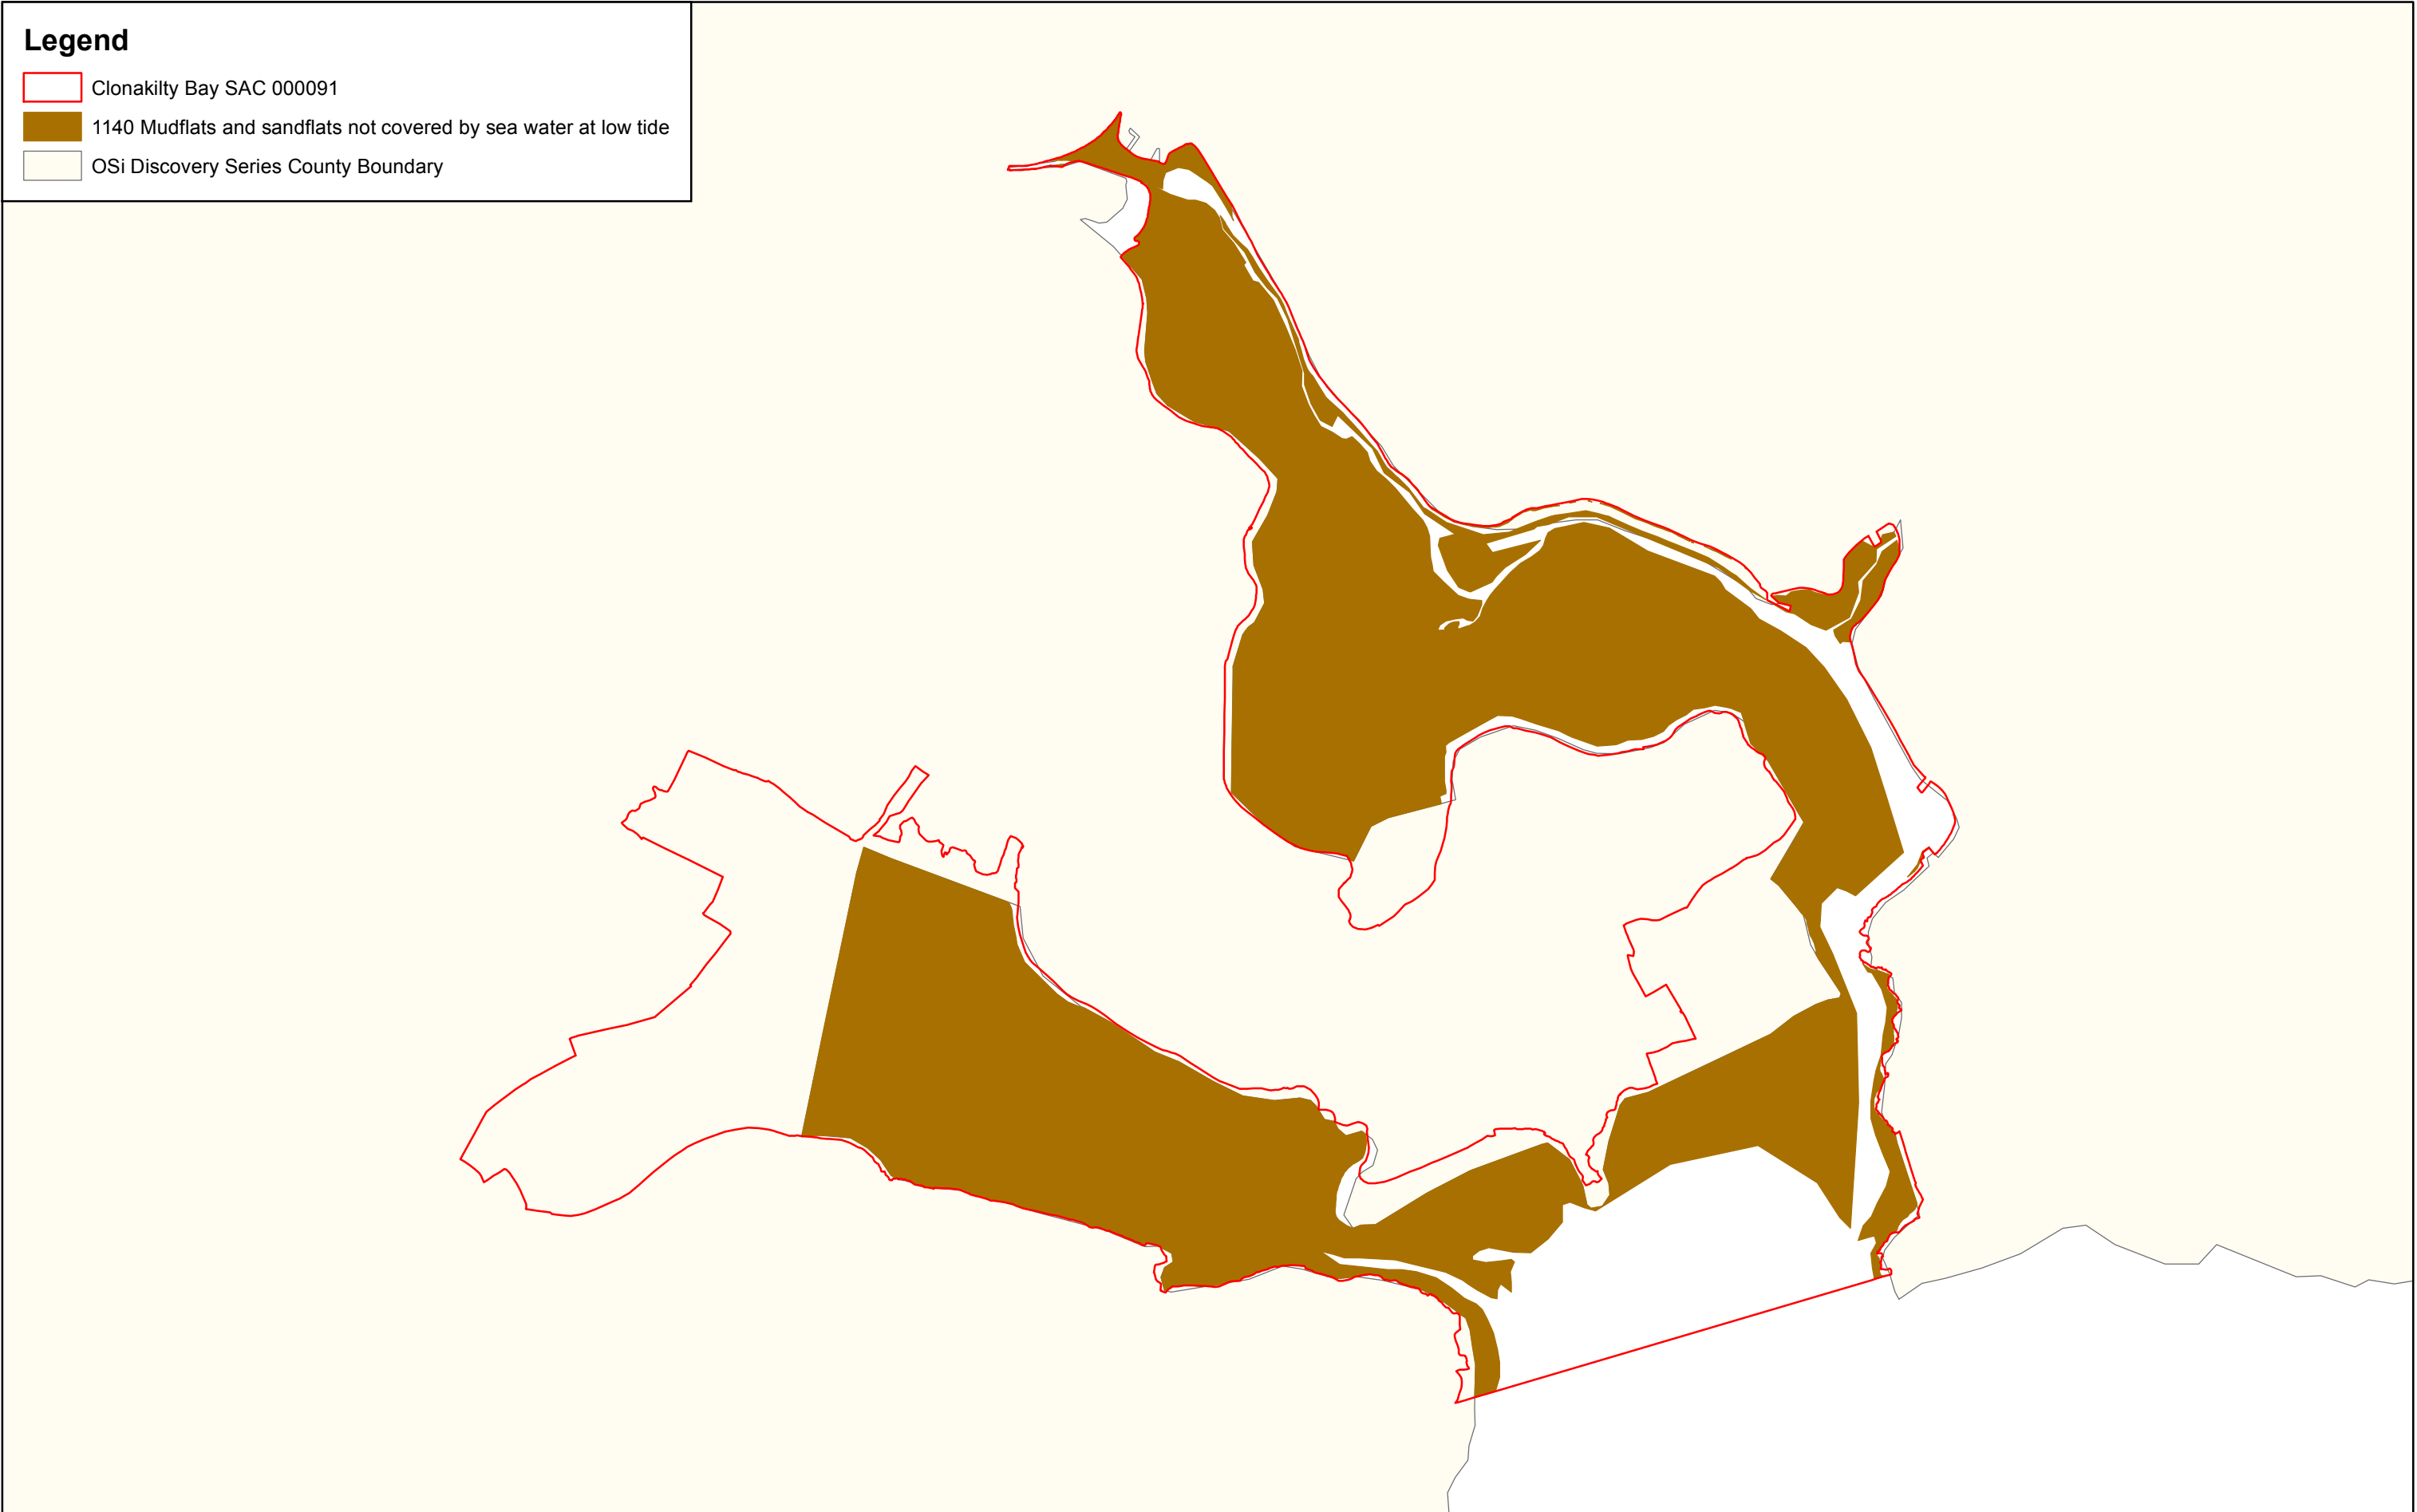 Legend
Clonakilty Bay SAC 000091
1140 Mudflats and sandflats not covered by sea water at low tide
OSi Discovery Series County Boundary